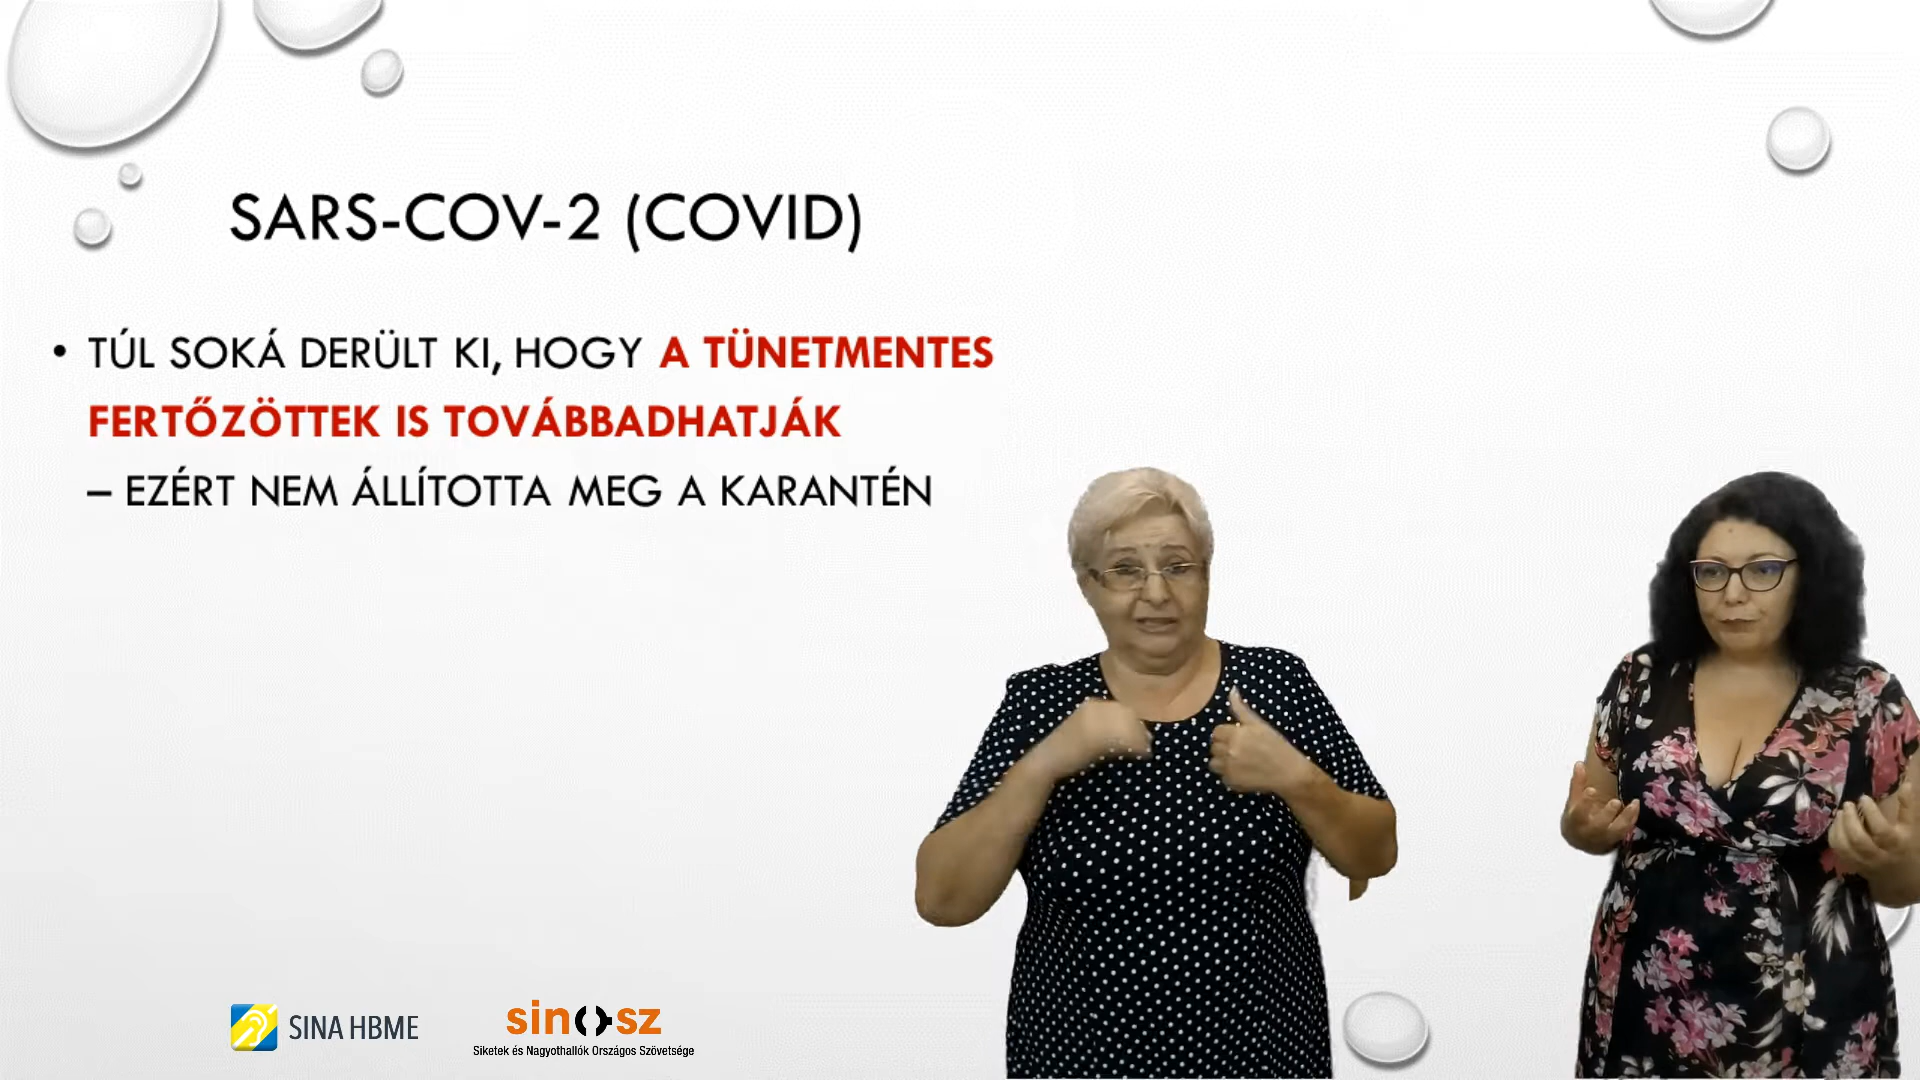 SARS-COV-2 (COVID)
• TÚL SOKÁ DERÜLT KI, HOGY A TÜNETMENTES
FERTŐZÖTTEK IS TOVÁBBADHATJÁK
– EZÉRT NEM ÁLLÍTOTTA MEG A KARANTÉN
SINA HBME
sinosz
Siketek és Nagyothallók Országos Szövetsége